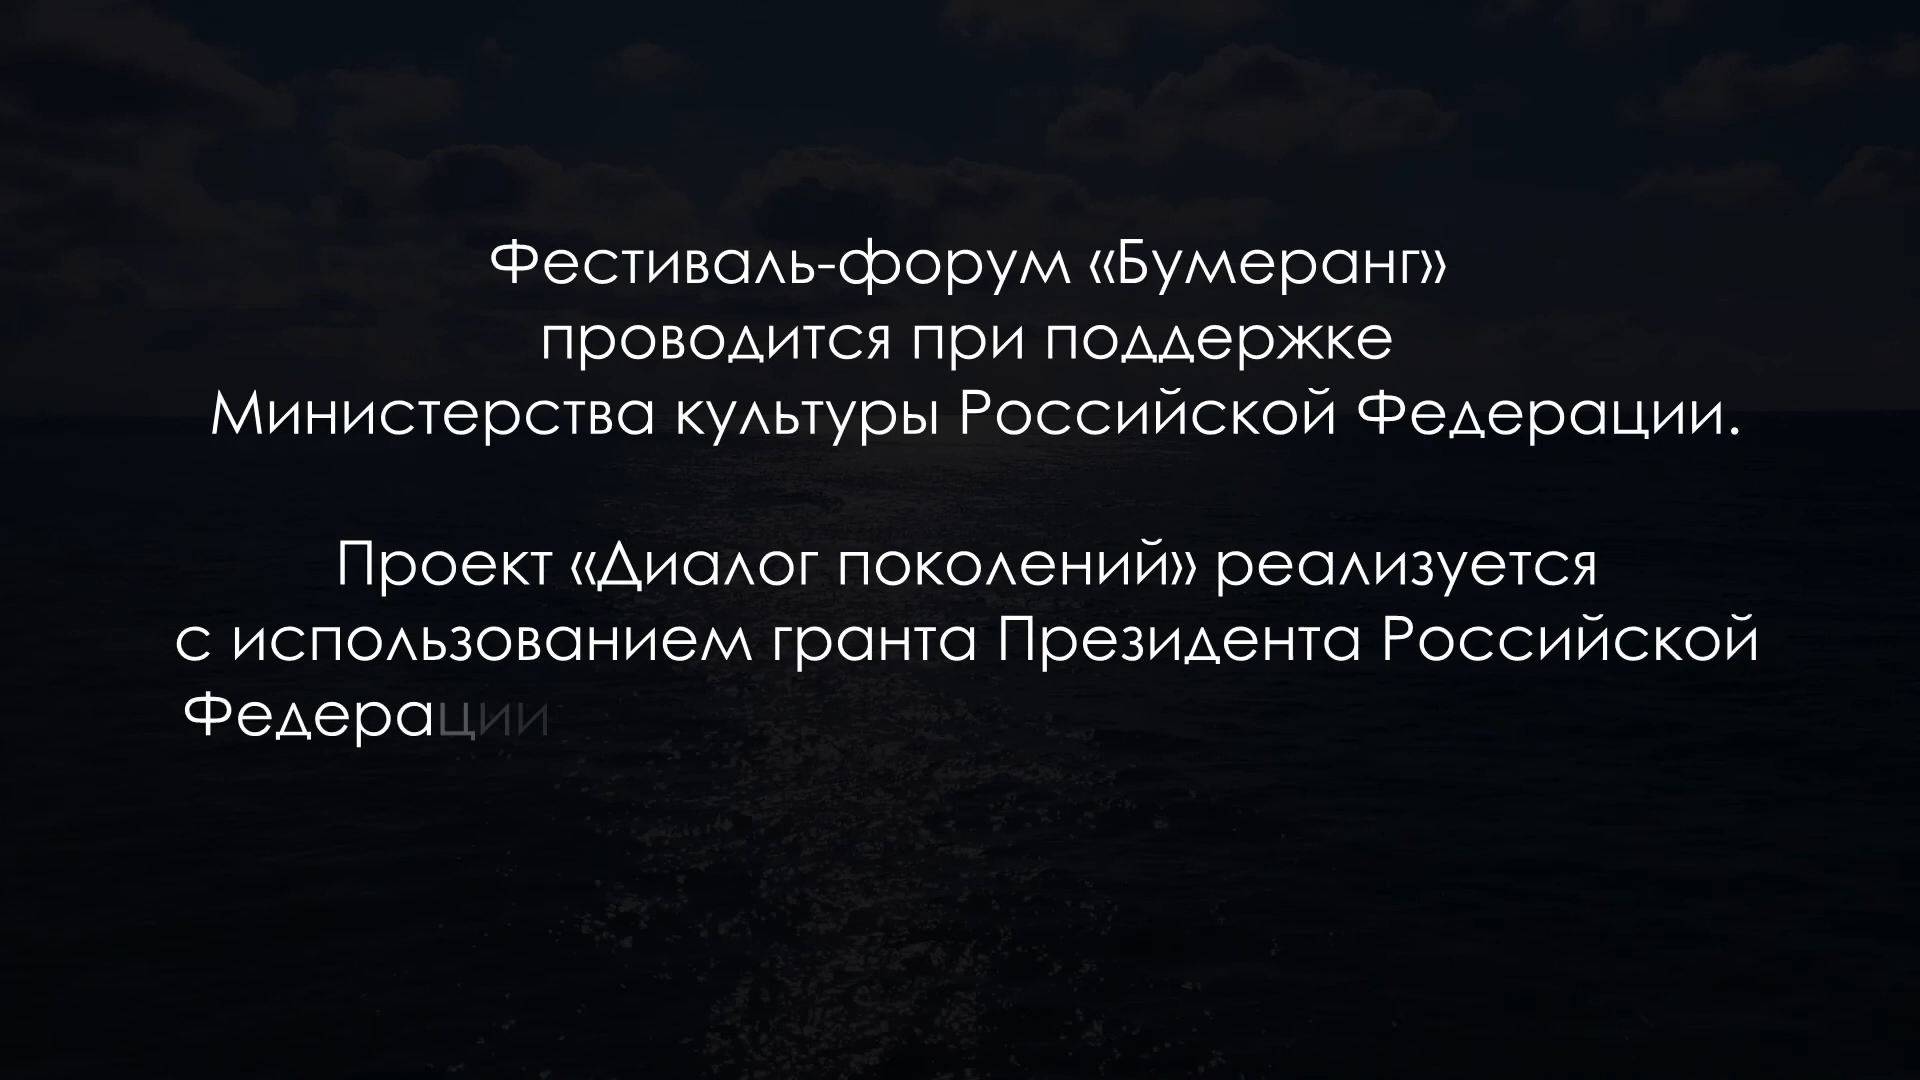 Фестиваль-форум «Бумеранг»
проводится при поддержке
Министерства культуры Российской Федерации.
Проект «Диалог поколений» реализуется
с использованием гранта Президента Российской
Федерации